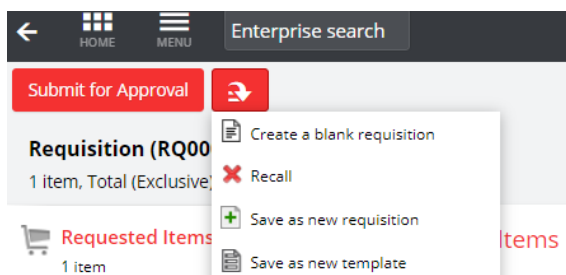 HOME
MENU
Enterprise search
Submit for Approval
Create a blank requisition
Requisition (RQ00
Recall
1 item, Total (Exclusive)
Save as new requisition
Requested Items
Items
Save as new template
1 item